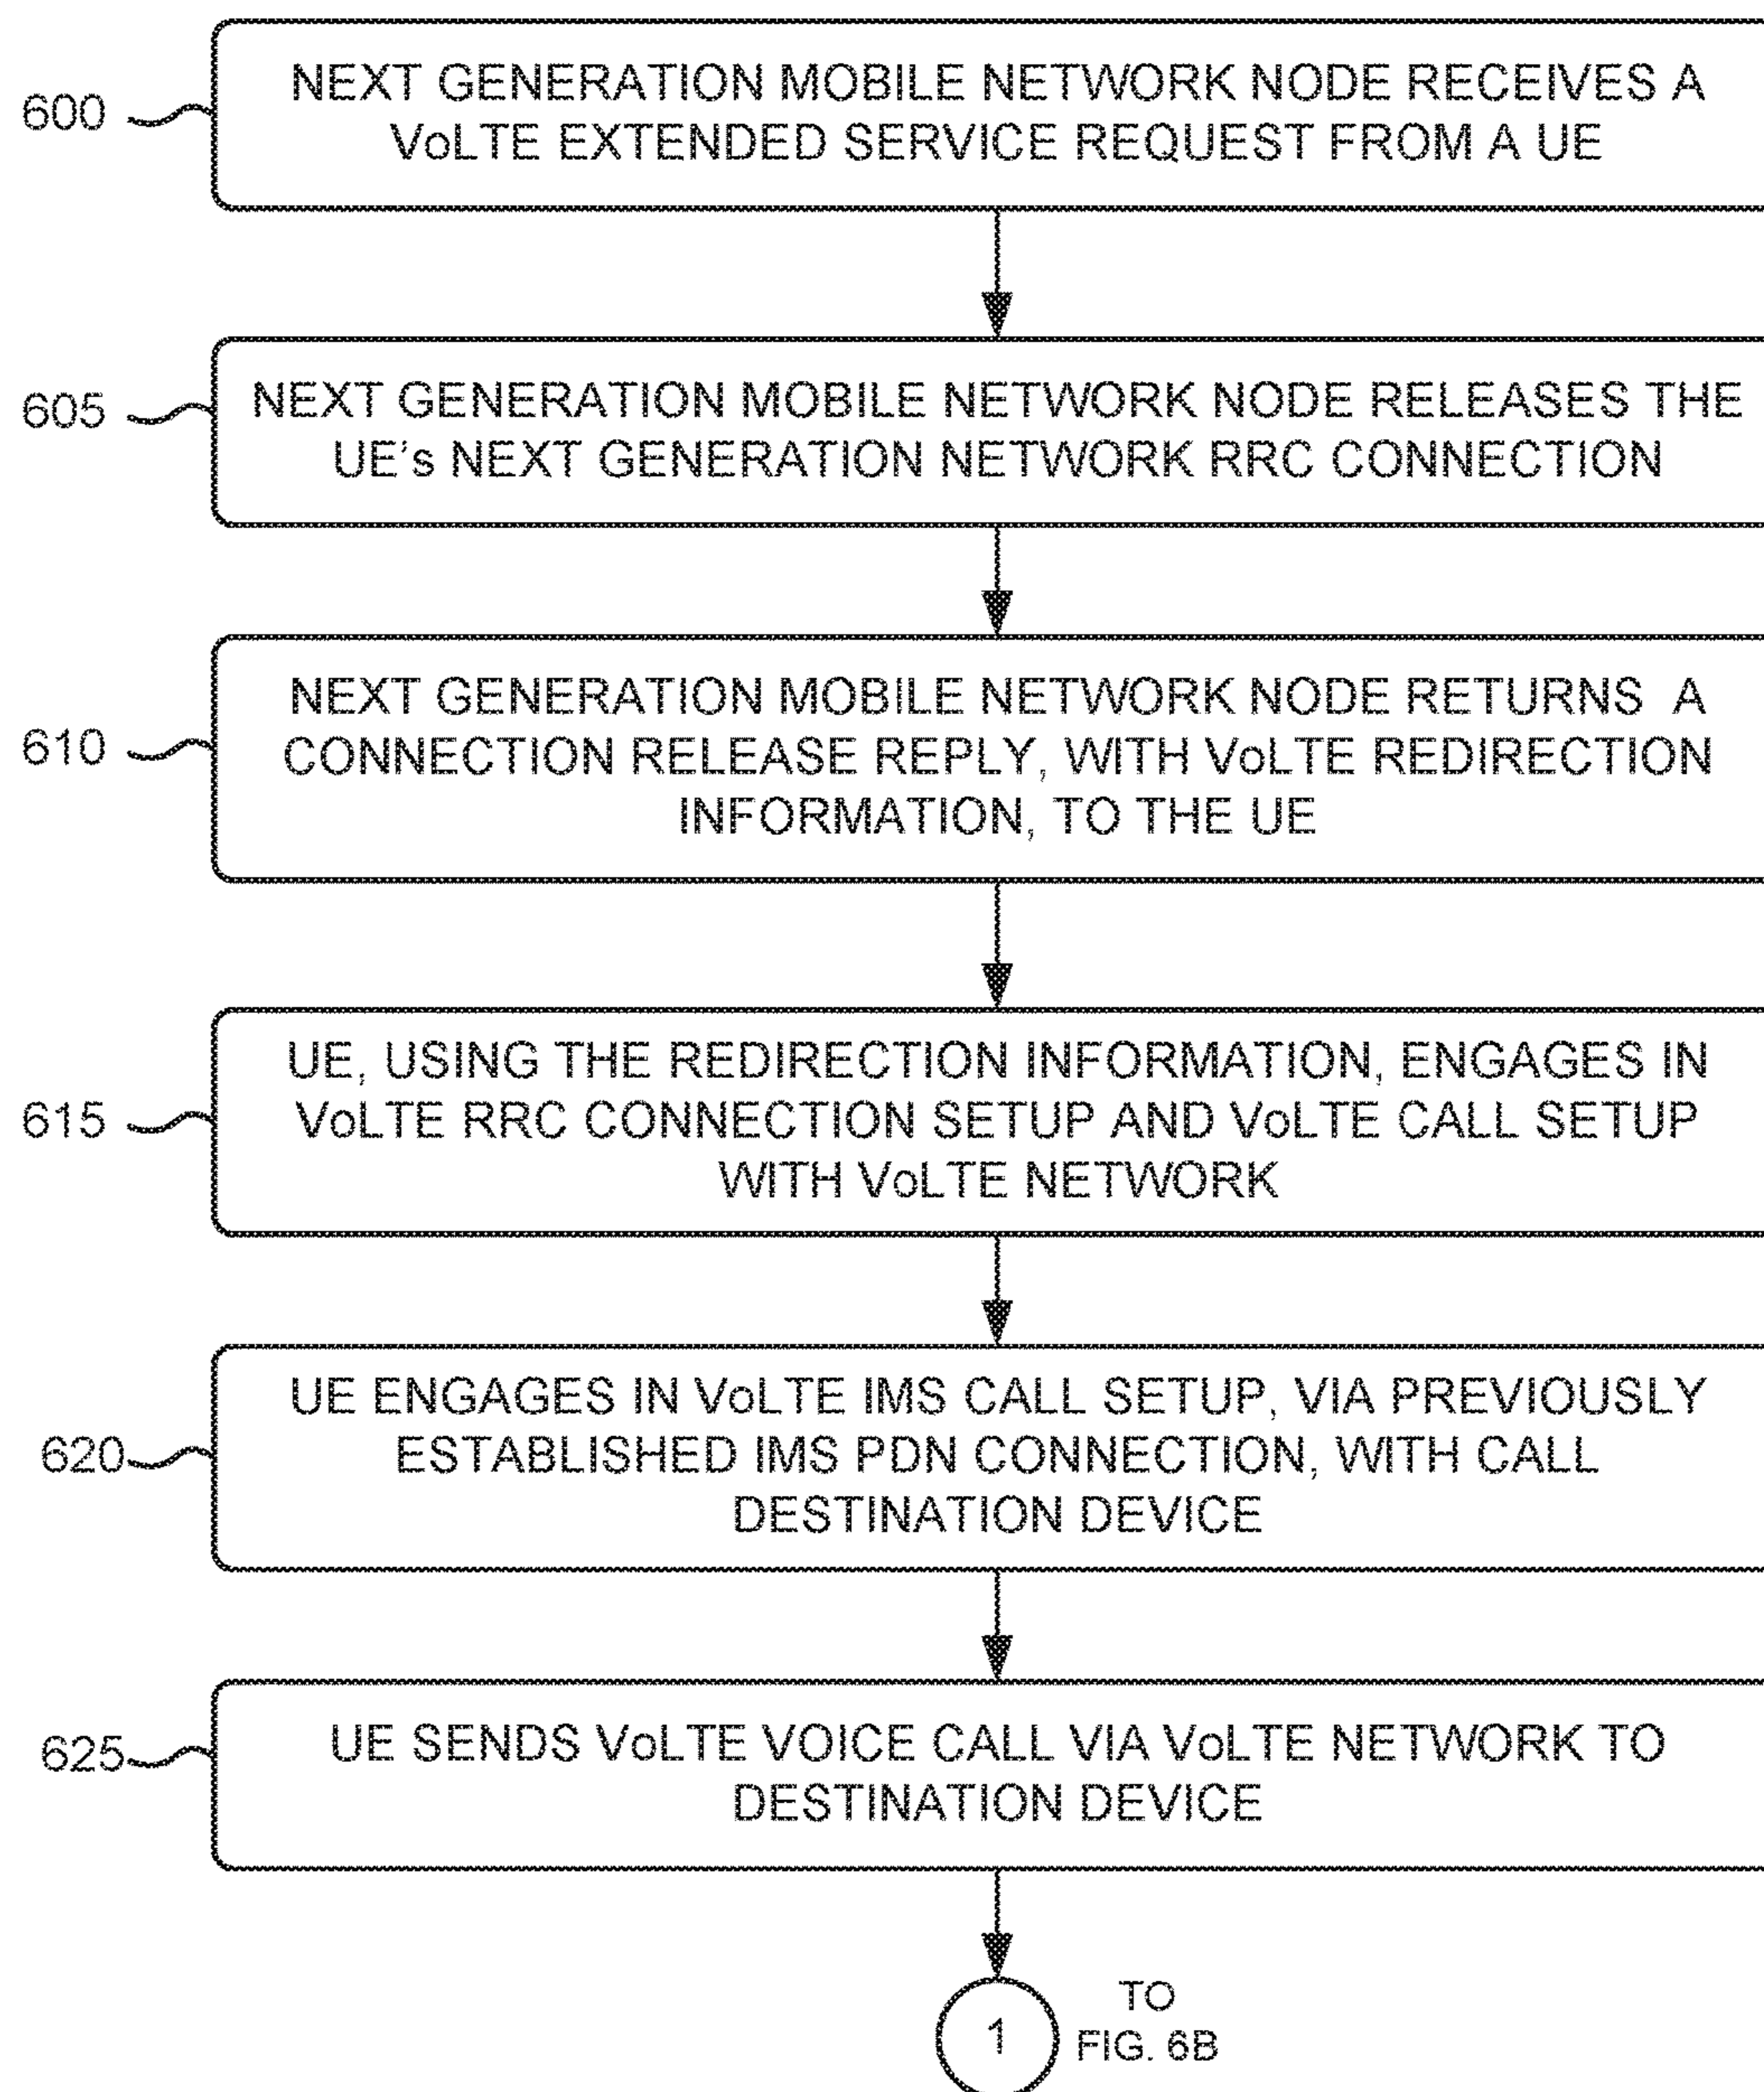 600
NEXT GENERATION MOBILE NETWORK NODE RECEIVES A
VoLTE EXTENDED SERVICE REQUEST FROM A UE
605
NEXT GENERATION MOBILE NETWORK NODE RELEASES THE
UE's NEXT GENERATION NETWORK RRC CONNECTION
610
NEXT GENERATION MOBILE NETWORK NODE RETURNS A
CONNECTION RELEASE REPLY, WITH VoLTE REDIRECTION
INFORMATION, TO THE UE
615
UE, USING THE REDIRECTION INFORMATION, ENGAGES IN
VoLTE RRC CONNECTION SETUP AND VoLTE CALL SETUP
WITH VoLTE NETWORK
620
UE ENGAGES IN VoLTE IMS CALL SETUP, VIA PREVIOUSLY
ESTABLISHED IMS PDN CONNECTION, WITH CALL
DESTINATION DEVICE
625
UE SENDS VoLTE VOICE CALL VIA VoLTE NETWORK TO
DESTINATION DEVICE
1
TO
FIG. 6B